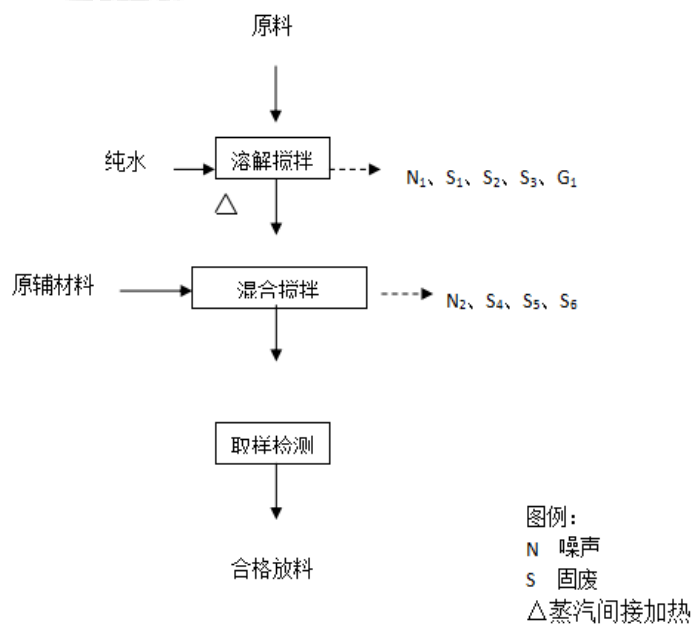 原料
纯水
溶解搅拌
N₁、S₁、S₂、S₃、G₁
△
原辅材料
混合搅拌
N₂、S₄、S₅、S₆
取样检测
合格放料
图例：
N 噪声
S 固废
△蒸汽间接加热